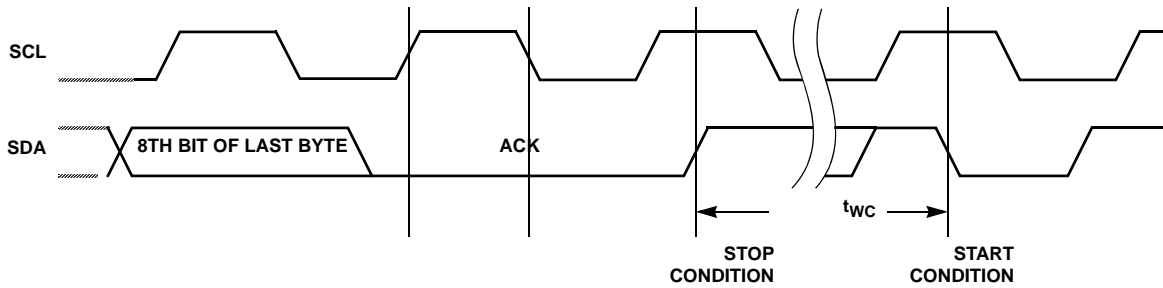 SCL
SDA
8TH BIT OF LAST BYTE
ACK
tWC
STOP
CONDITION
START
CONDITION